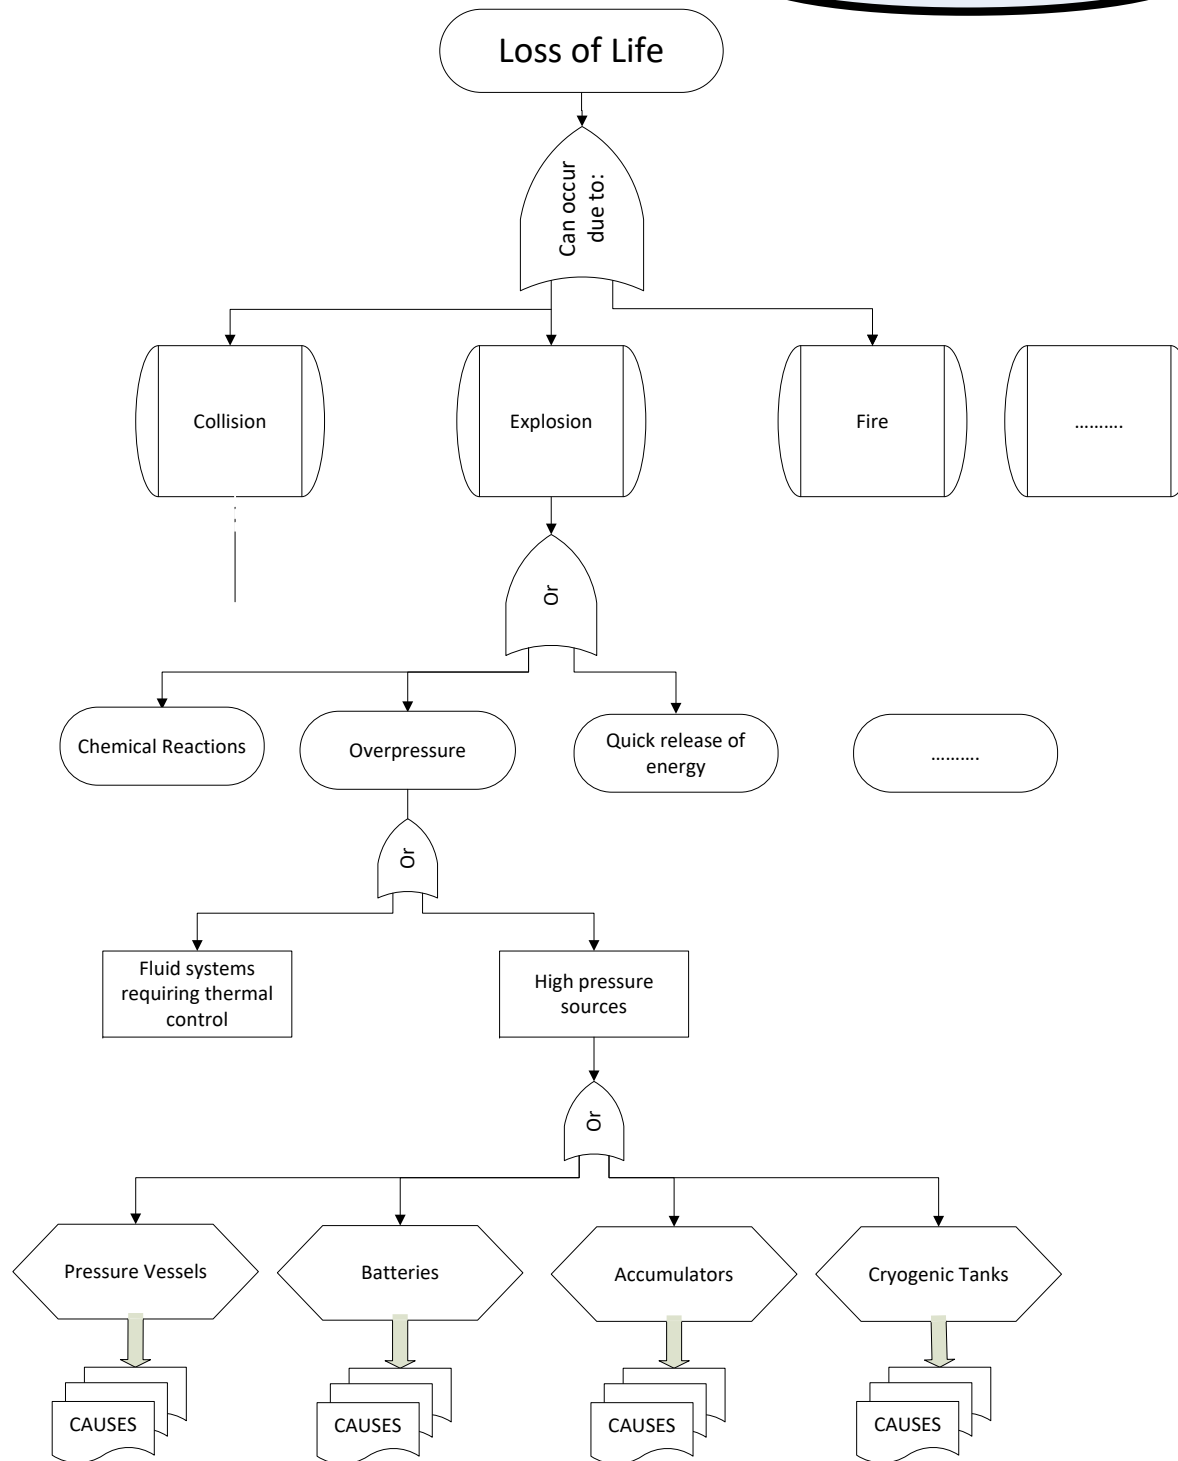 Loss of Life
Can occur
due to:
Collision
Explosion
Fire
..........
Or
Chemical Reactions
Overpressure
Quick release of
energy
..........
Or
Fluid systems
requiring thermal
control
High pressure
sources
Or
Pressure Vessels
Batteries
Accumulators
Cryogenic Tanks
CAUSES
CAUSES
CAUSES
CAUSES